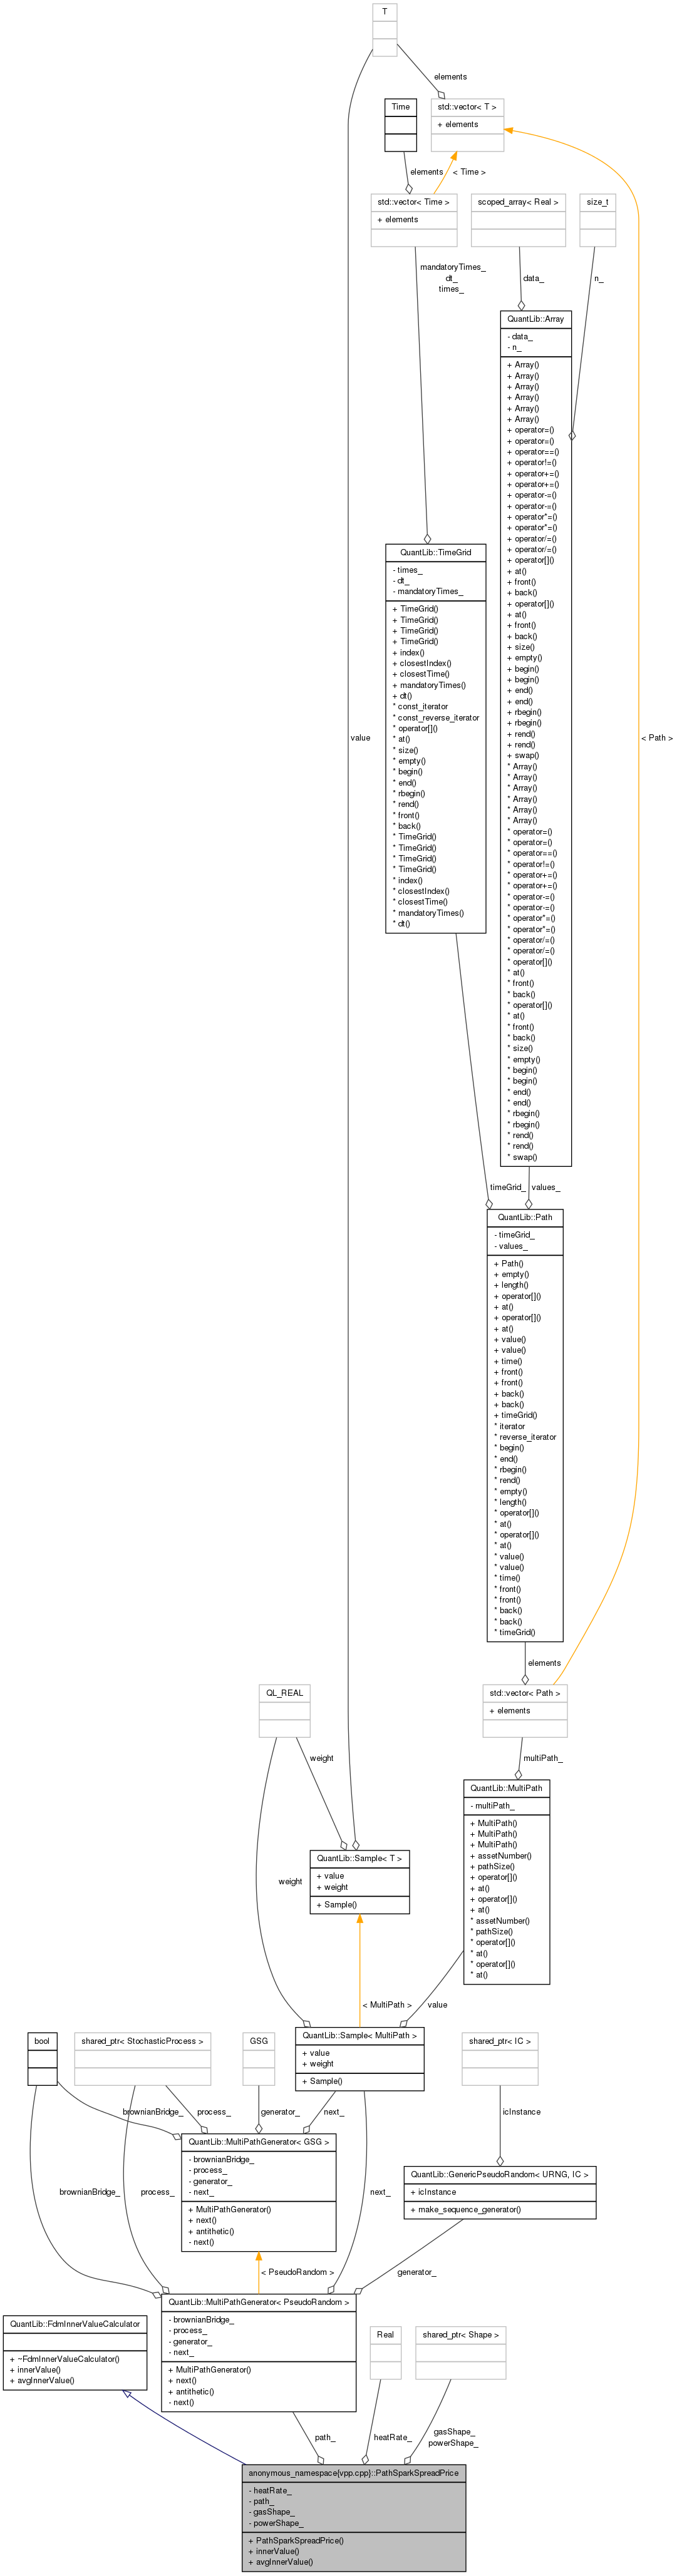 T
elements
Time
std::vector< T >
+ elements
elements
< Time >
std::vector< Time >
+ elements
scoped_array< Real >
size_t
mandatoryTimes_
dt_
times_
data_
n_
QuantLib::Array
- data_
- n_
+ Array()
+ Array()
+ Array()
+ Array()
+ Array()
+ Array()
+ operator=()
+ operator=()
+ operator==()
+ operator!=()
+ operator+=()
+ operator+=()
+ operator-=()
+ operator-=()
+ operator*=()
+ operator*=()
+ operator/=()
+ operator/=()
+ operator[]()
+ at()
+ front()
+ back()
+ operator[]()
+ at()
+ front()
+ back()
+ size()
+ empty()
+ begin()
+ begin()
+ end()
+ end()
+ rbegin()
+ rbegin()
+ rend()
+ rend()
+ swap()
* Array()
* Array()
* Array()
* Array()
* Array()
* Array()
* operator=()
* operator=()
* operator==()
* operator!=()
* operator+=()
* operator+=()
* operator-=()
* operator-=()
* operator*=()
* operator*=()
* operator/=()
* operator/=()
* operator[]()
* at()
* front()
* back()
* operator[]()
* at()
* front()
* back()
* size()
* empty()
* begin()
* begin()
* end()
* end()
* rbegin()
* rbegin()
* rend()
* rend()
* swap()
QuantLib::TimeGrid
- times_
- dt_
- mandatoryTimes_
+ TimeGrid()
+ TimeGrid()
+ TimeGrid()
+ TimeGrid()
+ index()
+ closestIndex()
+ closestTime()
+ mandatoryTimes()
+ dt()
* const_iterator
* const_reverse_iterator
* operator[]()
* at()
* size()
* empty()
* begin()
* end()
* rbegin()
* rend()
* front()
* back()
* TimeGrid()
* TimeGrid()
* TimeGrid()
* TimeGrid()
* index()
* closestIndex()
* closestTime()
* mandatoryTimes()
* dt()
value
< Path >
timeGrid_
values_
QuantLib::Path
- timeGrid_
- values_
+ Path()
+ empty()
+ length()
+ operator[]()
+ at()
+ operator[]()
+ at()
+ value()
+ value()
+ time()
+ front()
+ front()
+ back()
+ back()
+ timeGrid()
* iterator
* reverse_iterator
* begin()
* end()
* rbegin()
* rend()
* empty()
* length()
* operator[]()
* at()
* operator[]()
* at()
* value()
* value()
* time()
* front()
* front()
* back()
* back()
* timeGrid()
elements
QL_REAL
std::vector< Path >
+ elements
weight
multiPath_
QuantLib::MultiPath
- multiPath_
+ MultiPath()
+ MultiPath()
+ MultiPath()
+ assetNumber()
+ pathSize()
+ operator[]()
+ at()
+ operator[]()
+ at()
* assetNumber()
* pathSize()
* operator[]()
* at()
* operator[]()
* at()
QuantLib::Sample< T >
+ value
+ weight
+ Sample()
weight
< MultiPath >
value
bool
shared_ptr< StochasticProcess >
GSG
QuantLib::Sample< MultiPath >
+ value
+ weight
+ Sample()
shared_ptr< IC >
brownianBridge_
process_
generator_
next_
icInstance
QuantLib::MultiPathGenerator< GSG >
- brownianBridge_
- process_
- generator_
- next_
+ MultiPathGenerator()
+ next()
+ antithetic()
- next()
QuantLib::GenericPseudoRandom< URNG, IC >
+ icInstance
+ make_sequence_generator()
brownianBridge_
process_
next_
< PseudoRandom >
generator_
QuantLib::FdmInnerValueCalculator
+ ~FdmInnerValueCalculator()
+ innerValue()
+ avgInnerValue()
QuantLib::MultiPathGenerator< PseudoRandom >
- brownianBridge_
- process_
- generator_
- next_
+ MultiPathGenerator()
+ next()
+ antithetic()
- next()
Real
shared_ptr< Shape >
path_
heatRate_
gasShape_
powerShape_
anonymous_namespace{vpp.cpp}::PathSparkSpreadPrice
- heatRate_
- path_
- gasShape_
- powerShape_
+ PathSparkSpreadPrice()
+ innerValue()
+ avgInnerValue()